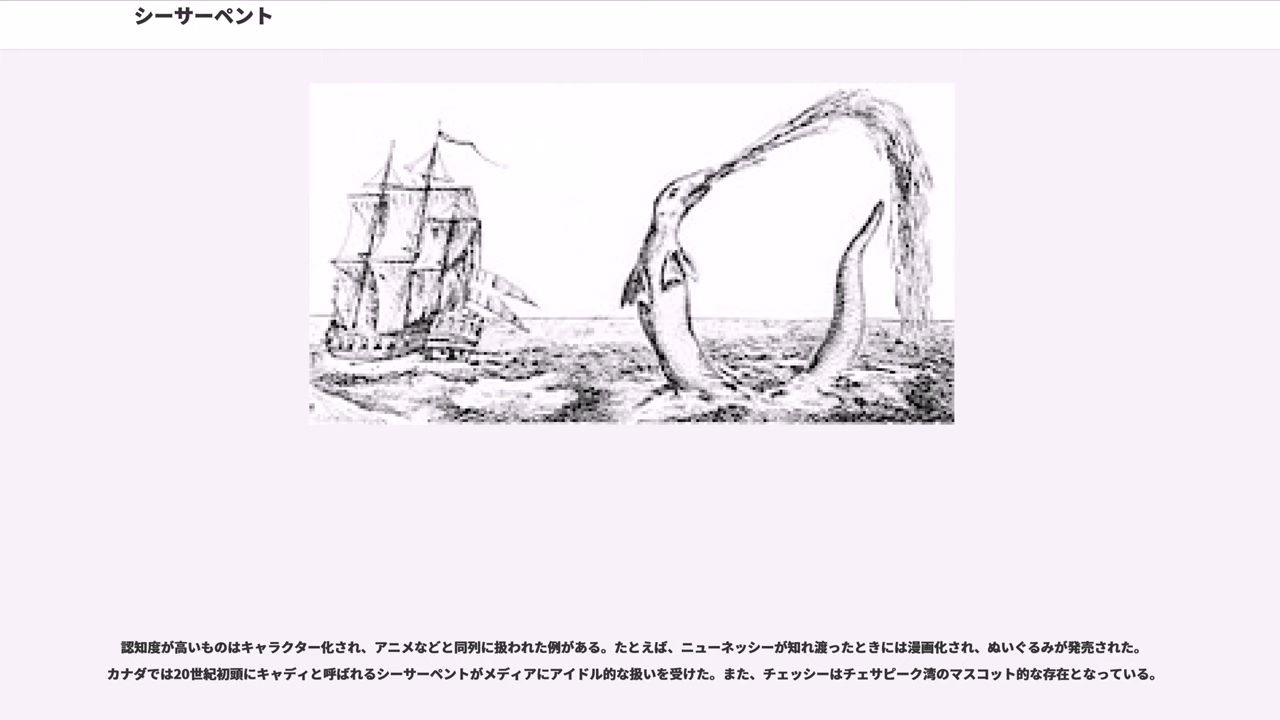 シーサーペント
認知度が高いものはキャラクター化され、アニメなどと同列に扱われた例がある。たとえば、ニューネッシーが知れ渡ったときには漫画化され、ぬいぐるみが発売された。
カナダでは20世紀初頭にキャディと呼ばれるシーサーペントがメディアにアイドル的な扱いを受けた。また、チェッシーはチェサピーク湾のマスコット的な存在となっている。